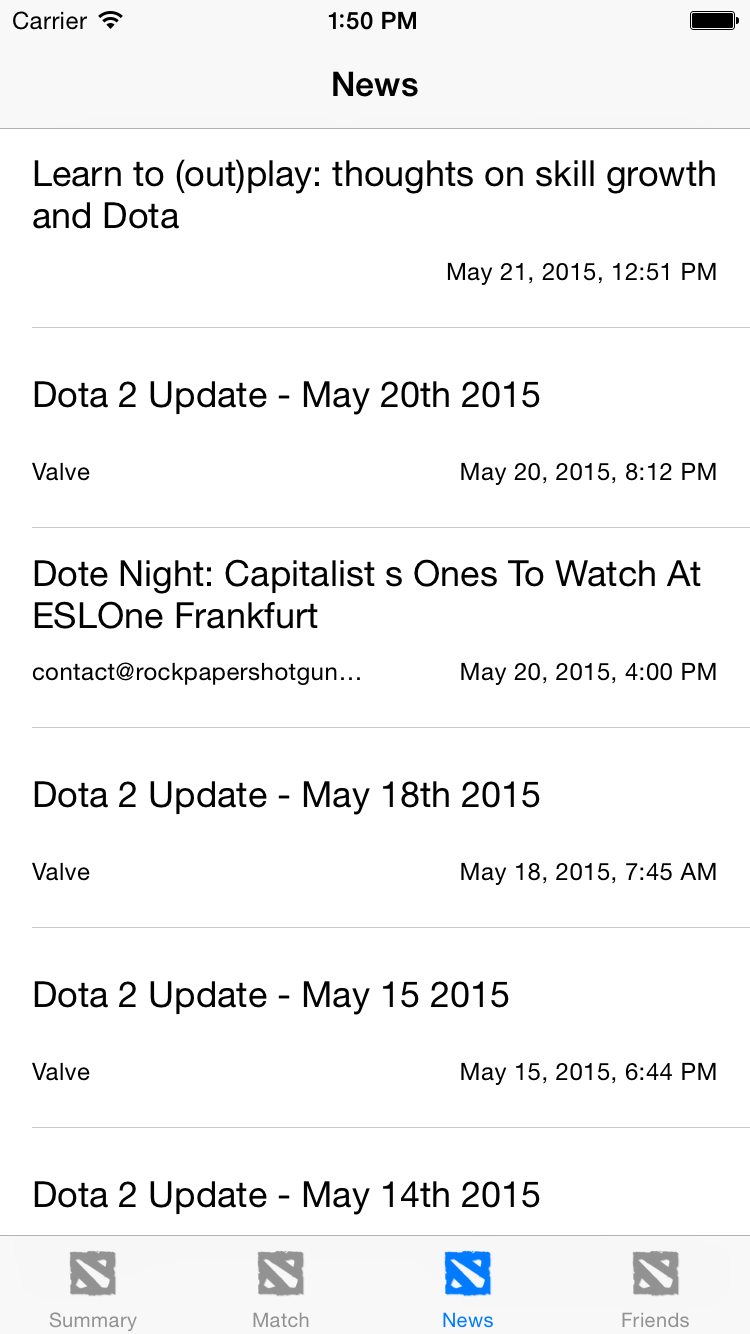 Carrier 1:50 PM
News
Learn to (out)play: thoughts on skill growth
and Dota
May 21, 2015, 12:51 PM
Dota 2 Update - May 20th 2015
Valve May 20, 2015, 8:12 PM
Dote Night: Capitalist s Ones To Watch At
ESLOne Frankfurt
contact@rockpapershotgun... May 20, 2015, 4:00 PM
Dota 2 Update - May 18th 2015
Valve May 18, 2015, 7:45 AM
Dota 2 Update - May 15 2015
Valve May 15, 2015, 6:44 PM
Dota 2 Update - May 14th 2015
Summary Match News Friends